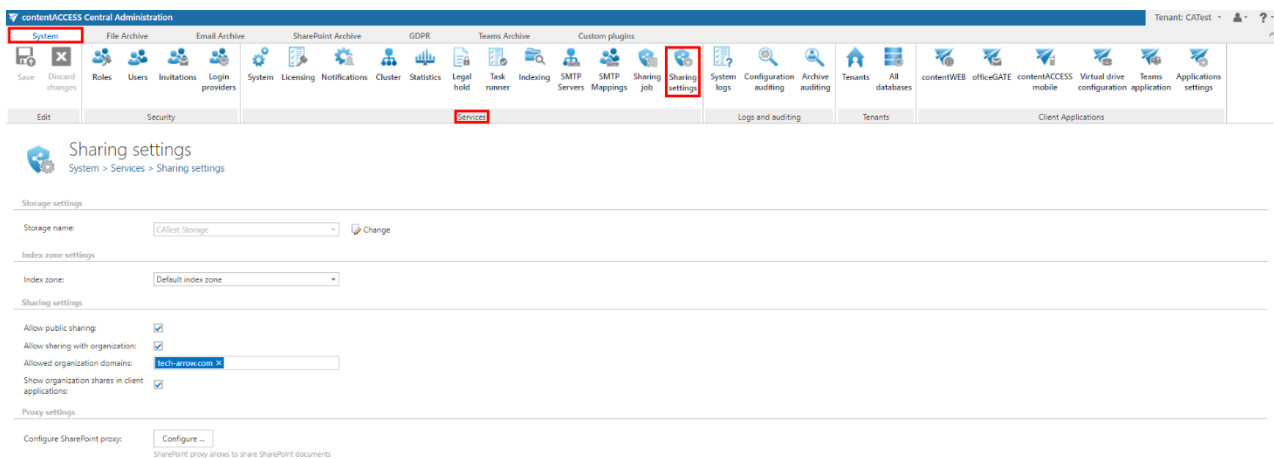 contentACCESS Central Administration
Tenant: CATest
?
System File Archive Email Archive SharePoint Archive GDPR Teams Archive Custom plugins
Save
Discard changes
Roles
Users
Invitations
Login providers
System
Licensing
Notifications
Cluster
Statistics
Legal hold
Task runner
Indexing
SMTP Servers
SMTP Mappings
Sharing job
Sharing settings
System logs
Configuration auditing
Archive auditing
Tenants
All databases
contentWEB
officeGATE
contentACCESS mobile
Virtual drive configuration
Teams application
Applications settings
Edit Security Services Logs and auditing Tenants Client Applications
Sharing settings
System > Services > Sharing settings
Storage settings
Storage name: CATest Storage Change
Index zone settings
Index zone: Default index zone
Sharing settings
Allow public sharing:
Allow sharing with organization:
Allowed organization domains: tech-arrow.com ×
Show organization shares in client
applications:
Proxy settings
Configure SharePoint proxy: Configure ...
SharePoint proxy allows to share SharePoint documents